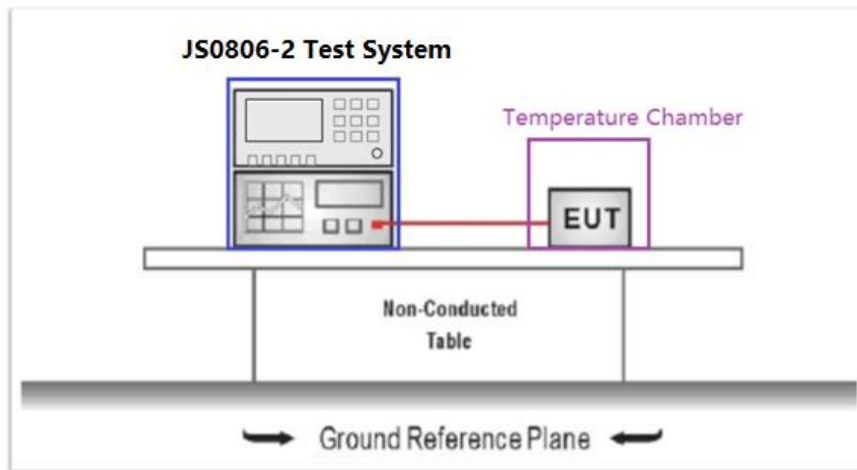 JS0806-2 Test System
Temperature Chamber
EUT
Non-Conducted
Table
Ground Reference Plane